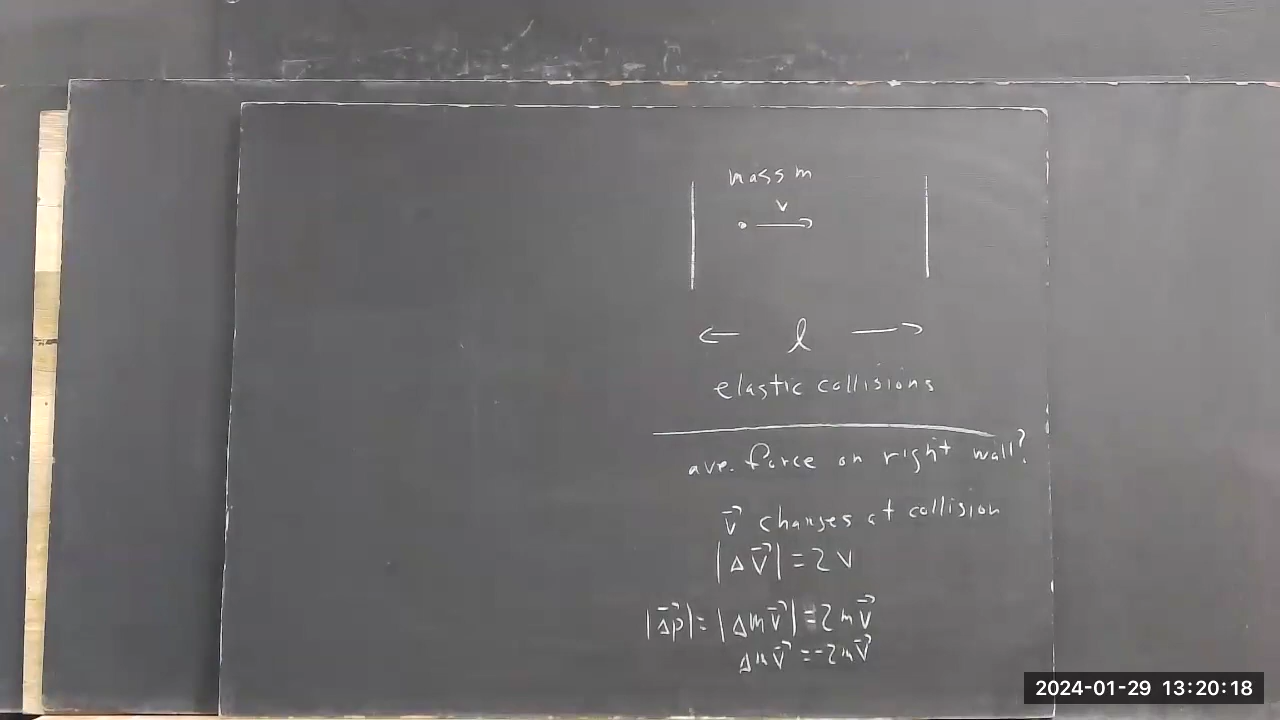 mass m
v
← l →
elastic collisions
ave. force on right wall?
v⃗ changes at collision
|Δv⃗| = 2v
|Δp⃗| = |Δmv⃗| = 2mv⃗
Δmv⃗ = -2mv⃗
2024-01-29 13:20:18